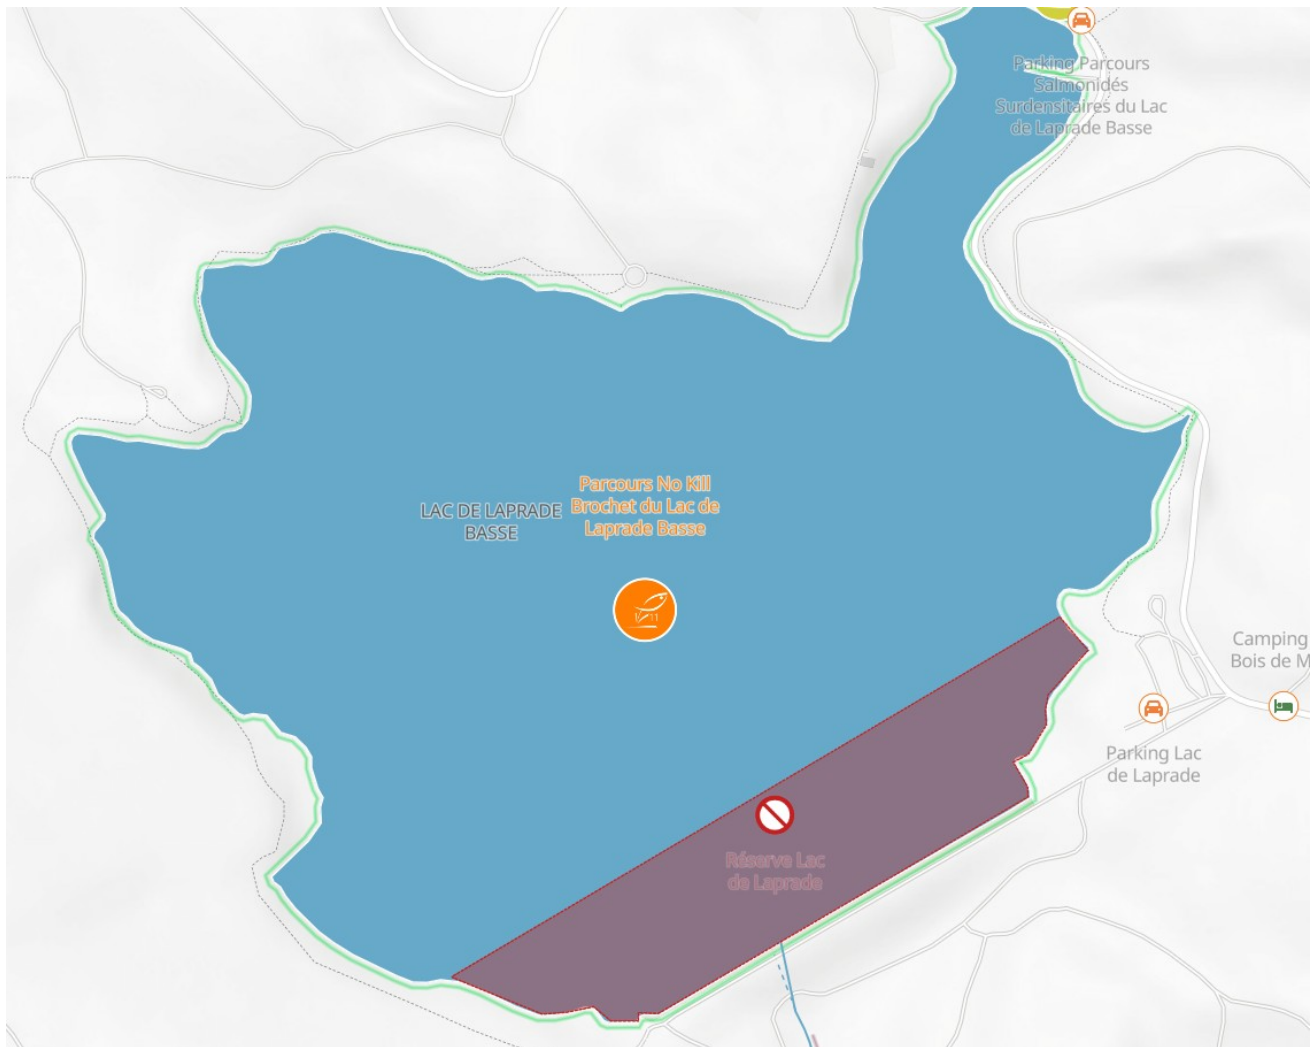 Parking Parcours
Salmonidés
Surdensitaires du Lac
de Laprade Basse
LAC DE LAPRADE
BASSE
Parcours No Kill
Brochet du Lac de
Laprade Basse
Camping
Bois de M
Parking Lac
de Laprade
Réserve Lac
de Laprade